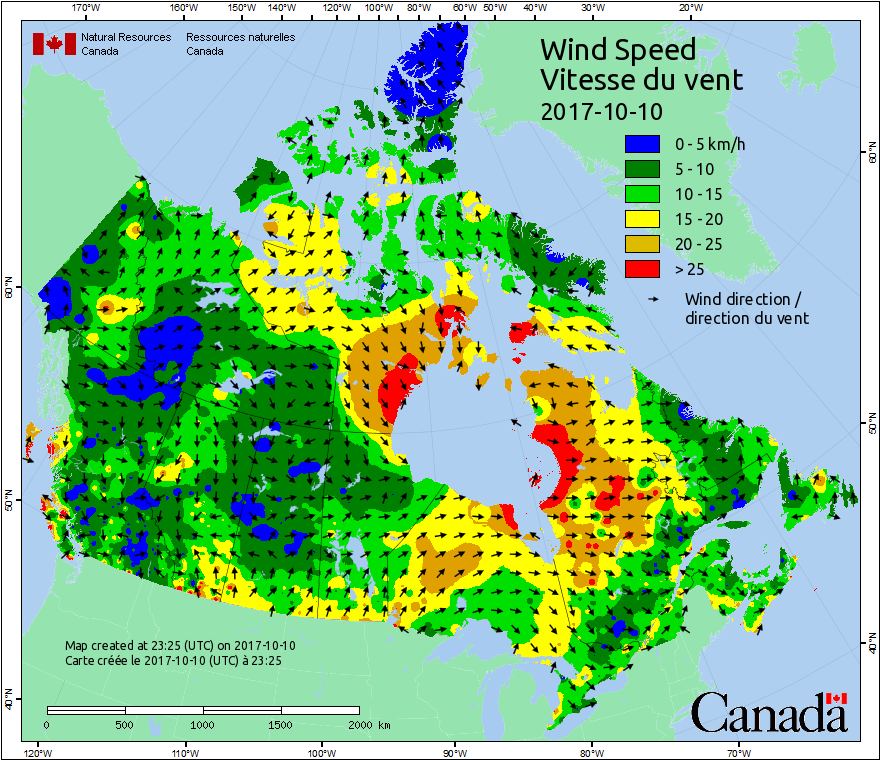 170°W 160°W 150°W 140°W 120°W 100°W 80°W 60°W 50°W 40°W 30°W 20°W
Natural Resources Canada
Ressources naturelles Canada
Wind Speed
Vitesse du vent
2017-10-10
0 - 5 km/h
5 - 10
10 - 15
15 - 20
20 - 25
> 25
Wind direction /
direction du vent
60°N
60°N
50°N
50°N
50°N
40°N
40°N
Map created at 23:25 (UTC) on 2017-10-10
Carte créée le 2017-10-10 (UTC) à 23:25
0 500 1000 1500 2000 km
Canada
120°W 110°W 100°W 90°W 80°W 70°W